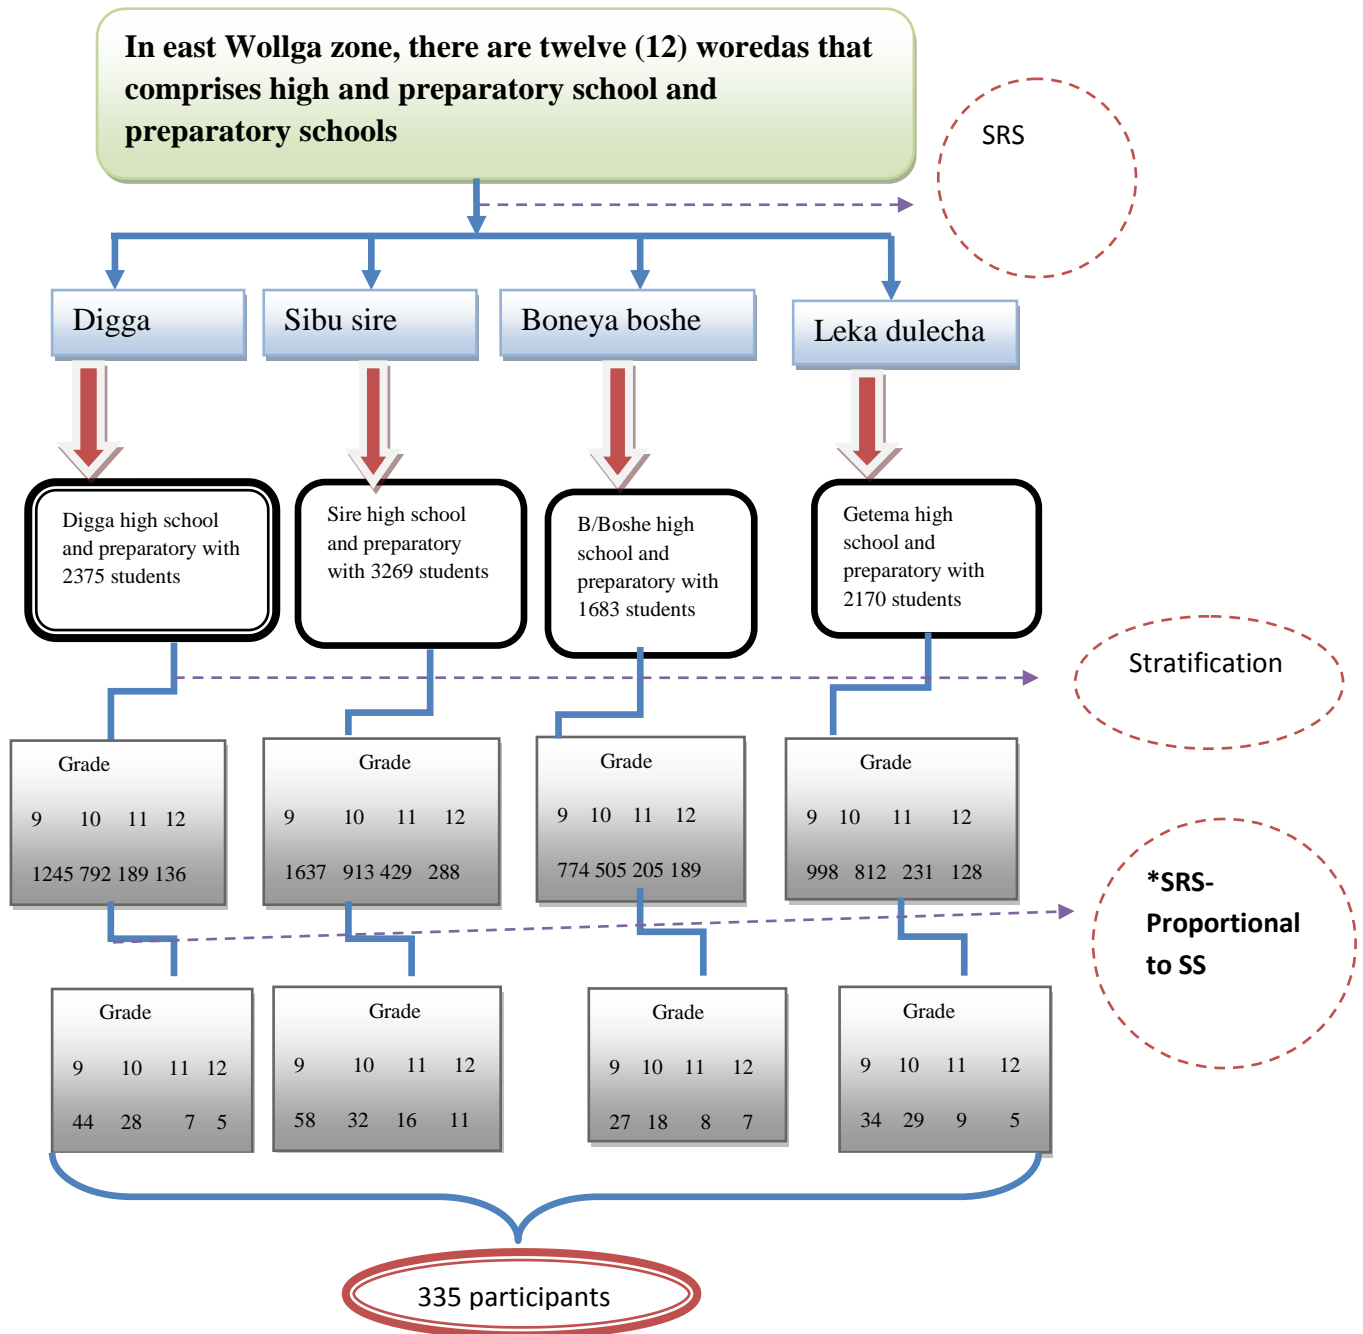 In east Wollga zone, there are twelve (12) woredas that
comprises high and preparatory school and
preparatory schools
SRS
Digga
Sibu sire
Boneya boshe
Leka dulecha
Digga high school
and preparatory with
2375 students
Sire high school
and preparatory
with 3269 students
B/Boshe high
school and
preparatory with
1683 students
Getema high
school and
preparatory with
2170 students
Stratification
Grade
9 10 11 12
1245 792 189 136
Grade
9 10 11 12
1637 913 429 288
Grade
9 10 11 12
774 505 205 189
Grade
9 10 11 12
998 812 231 128
*SRS-
Proportional
to SS
Grade
9 10 11 12
44 28 7 5
Grade
9 10 11 12
58 32 16 11
Grade
9 10 11 12
27 18 8 7
Grade
9 10 11 12
34 29 9 5
335 participants